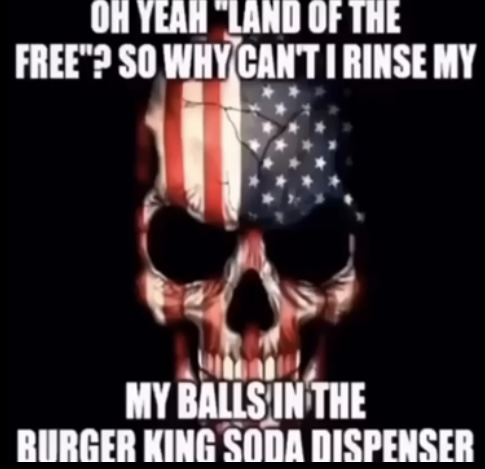 OH YEAH "LAND OF THE
FREE"? SO WHY CAN'T I RINSE MY
MY BALLS IN THE
BURGER KING SODA DISPENSER